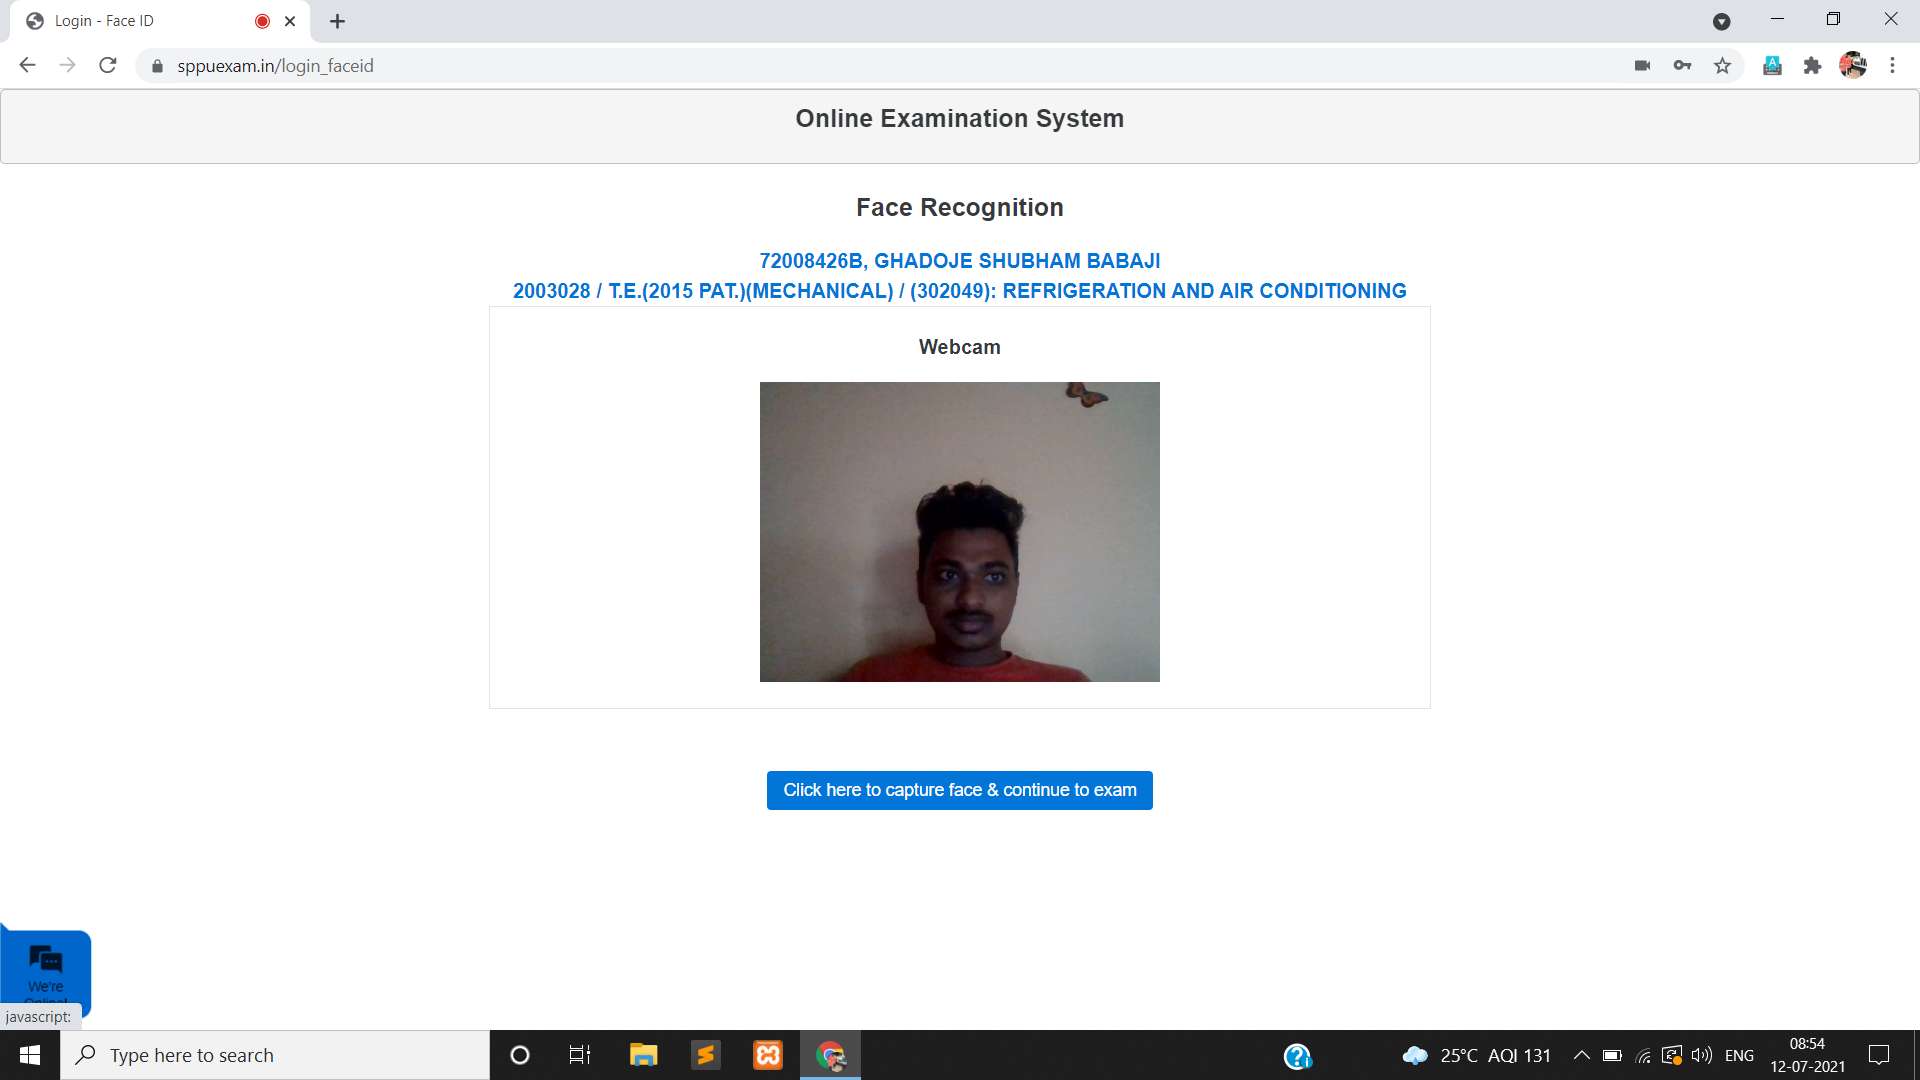 Login - Face ID
sppuexam.in/login_faceid
Online Examination System
Face Recognition
72008426B, GHADOJE SHUBHAM BABAJI
2003028 / T.E.(2015 PAT.)(MECHANICAL) / (302049): REFRIGERATION AND AIR CONDITIONING
Webcam
Click here to capture face & continue to exam
We're
Online!
javascript:
Type here to search
25°C AQI 131
ENG
08:54
12-07-2021